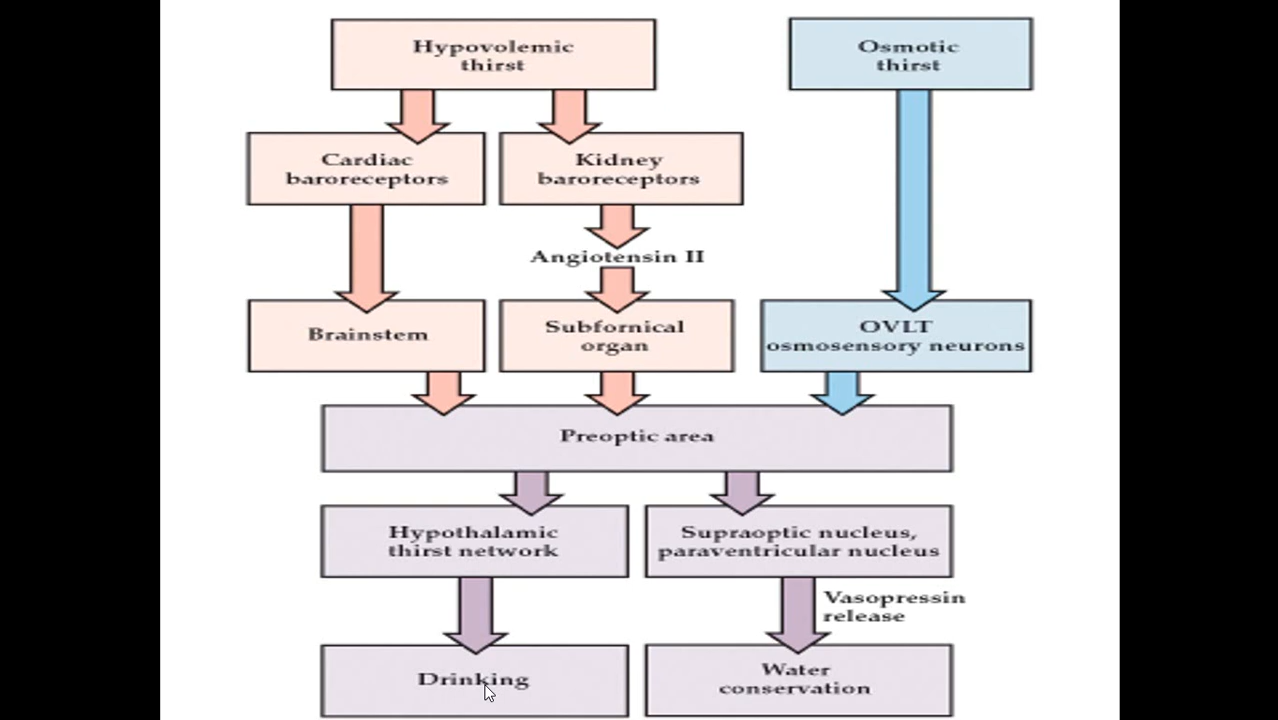 Hypovolemic
thirst
Osmotic
thirst
Cardiac
baroreceptors
Kidney
baroreceptors
Angiotensin II
Brainstem
Subfornical
organ
OVLT
osmosensory neurons
Preoptic area
Hypothalamic
thirst network
Supraoptic nucleus,
paraventricular nucleus
Vasopressin
release
Drinking
Water
conservation